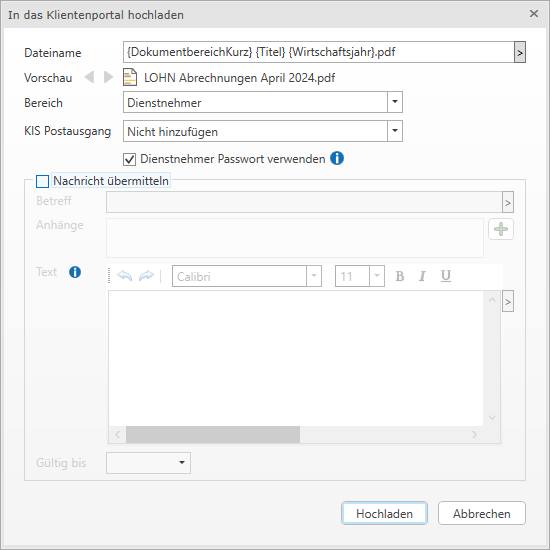 In das Klientenportal hochladen
Dateiname {DokumentbereichKurz} {Titel} {Wirtschaftsjahr}.pdf >
Vorschau LOHN Abrechnungen April 2024.pdf
Bereich Dienstnehmer
KIS Postausgang Nicht hinzufügen
Dienstnehmer Passwort verwenden i
Nachricht übermitteln
Betreff >
Anhänge
Text i Calibri 11 B I U
>
Gültig bis
Hochladen Abbrechen